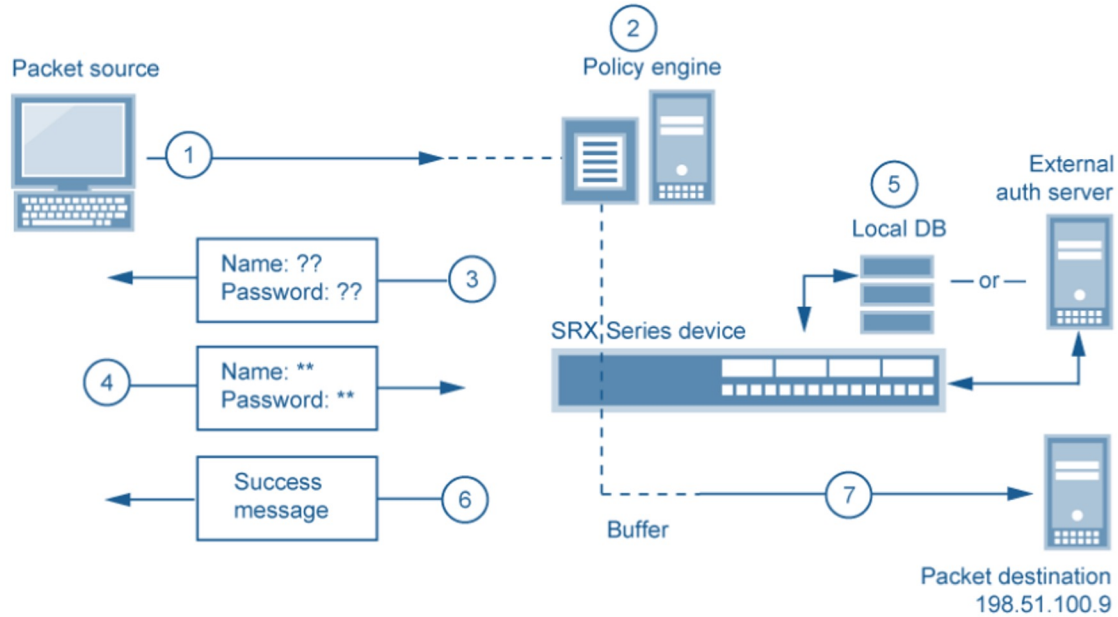 2
Policy engine
Packet source
1
External
auth server
5
Local DB
— or —
Name: ??
Password: ??
3
SRX Series device
4
Name: **
Password: **
Success
message
6
7
Buffer
Packet destination
198.51.100.9